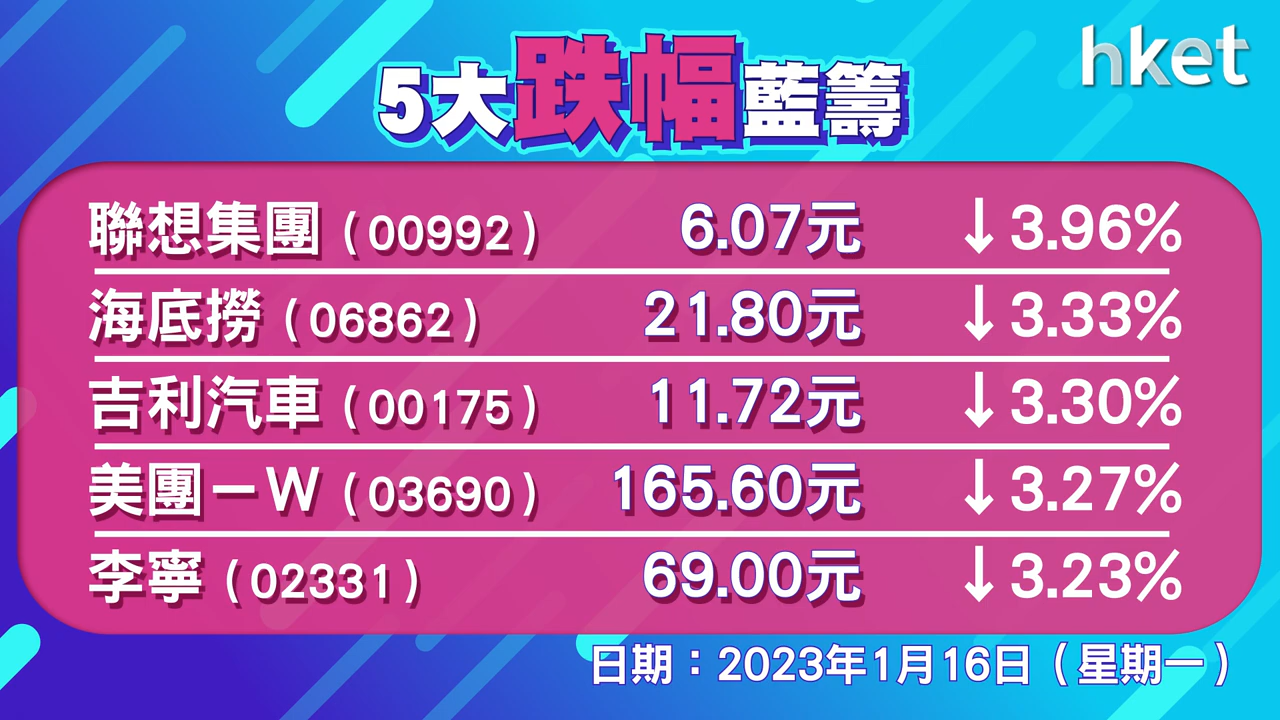 hket
5大跌幅藍籌
聯想集團（00992） 6.07元 ↓3.96%
海底撈（06862） 21.80元 ↓3.33%
吉利汽車（00175） 11.72元 ↓3.30%
美團－W（03690） 165.60元 ↓3.27%
李寧（02331） 69.00元 ↓3.23%
日期：2023年1月16日（星期一）